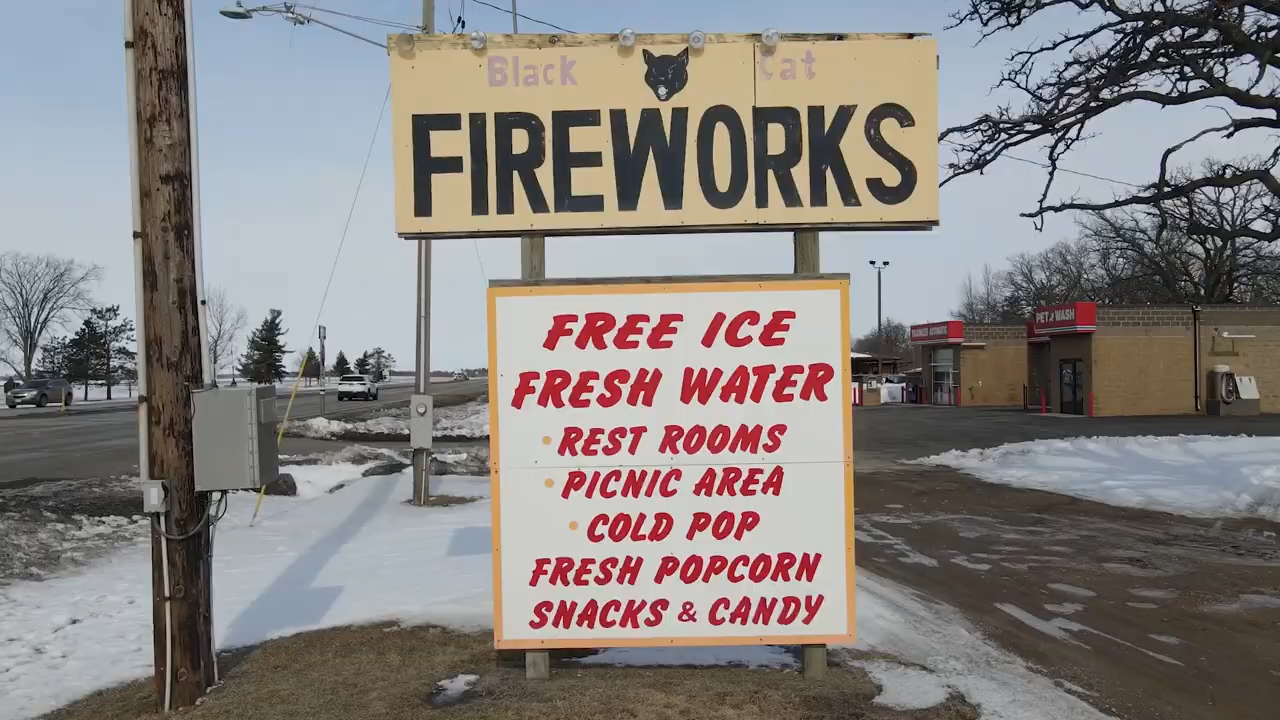 Black Cat
FIREWORKS
FREE ICE
FRESH WATER
• REST ROOMS
• PICNIC AREA
• COLD POP
FRESH POPCORN
SNACKS & CANDY
PET WASH